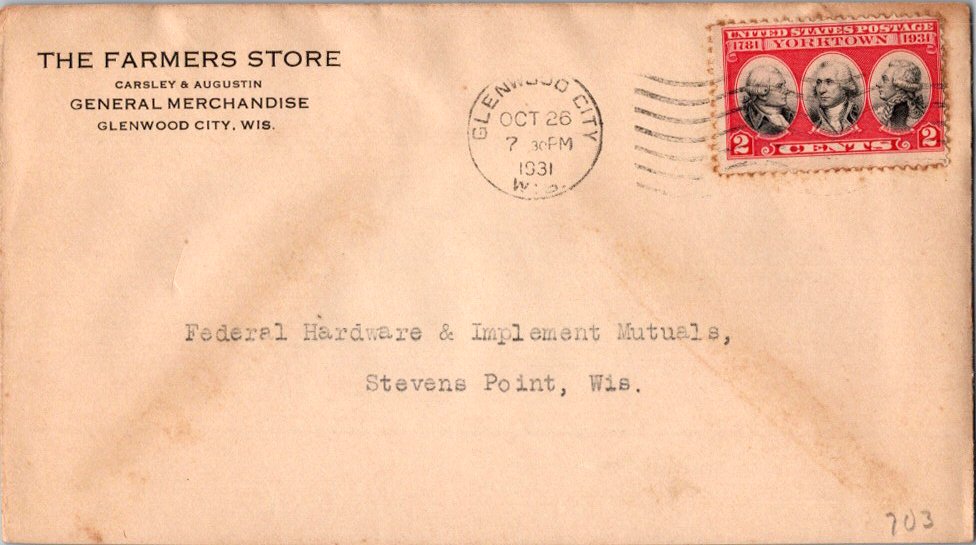 THE FARMERS STORE
CARSLEY & AUGUSTIN
GENERAL MERCHANDISE
GLENWOOD CITY, WIS.
GLENWOOD CITY
OCT 26
7 30PM
1931
WIS.
UNITED STATES POSTAGE
1781 YORKTOWN 1931
2 CENTS 2
Federal Hardware & Implement Mutuals,
Stevens Point, Wis.
703